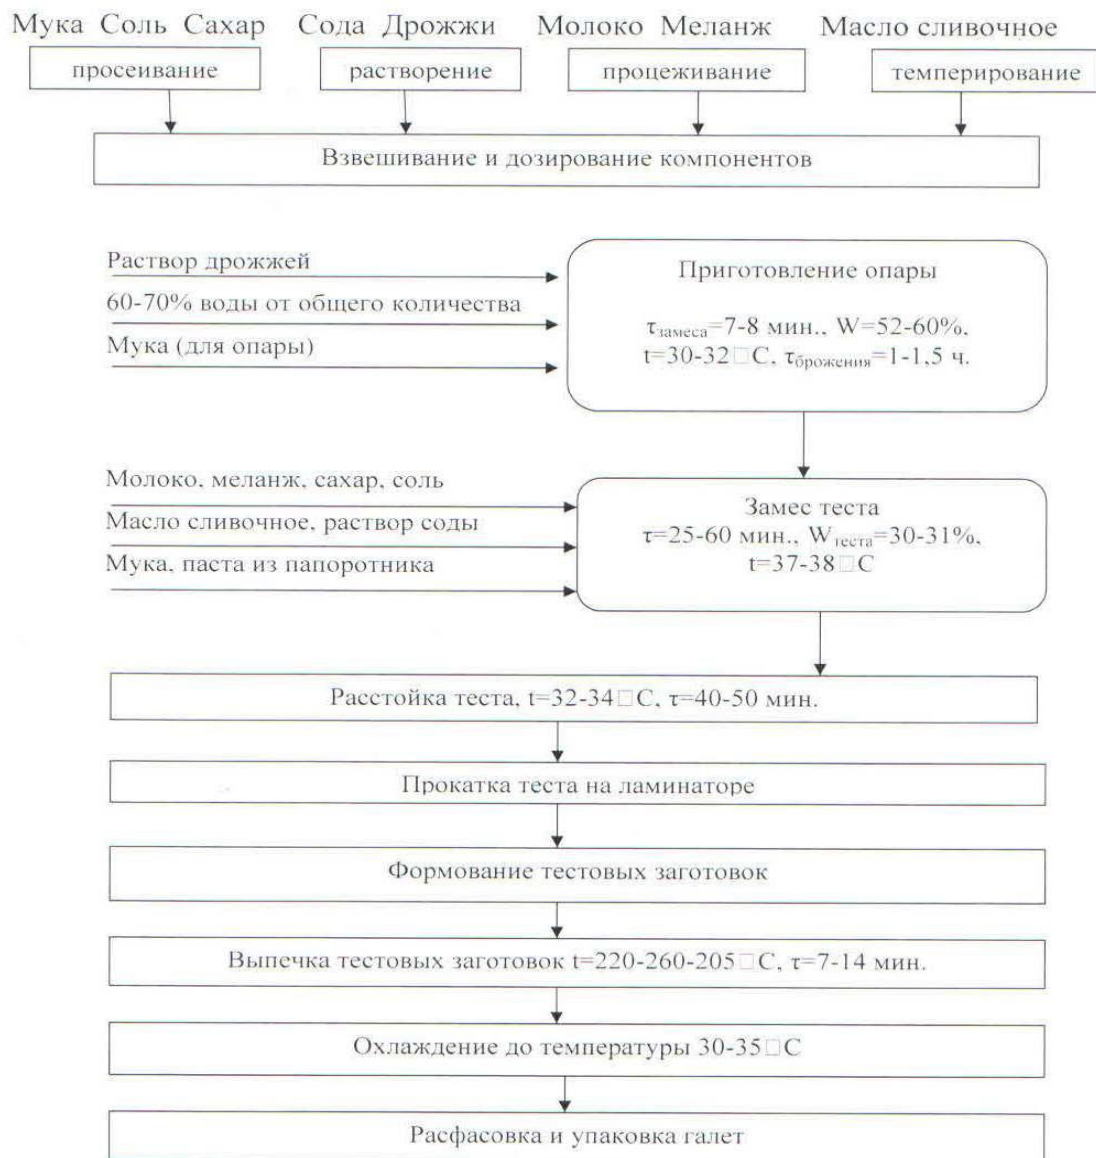 Мука Соль Сахар Сода Дрожжи Молоко Меланж Масло сливочное
просеивание растворение процеживание темперирование
Взвешивание и дозирование компонентов
Раствор дрожжей
60-70% воды от общего количества
Мука (для опары)
Приготовление опары
τзамеса=7-8 мин., W=52-60%,
t=30-32□С, τброжения=1-1,5 ч.
Молоко, меланж, сахар, соль
Масло сливочное, раствор соды
Мука, паста из папоротника
Замес теста
τ=25-60 мин., Wтеста=30-31%,
t=37-38□С
Расстойка теста, t=32-34□С, τ=40-50 мин.
Прокатка теста на ламинаторе
Формование тестовых заготовок
Выпечка тестовых заготовок t=220-260-205□С, τ=7-14 мин.
Охлаждение до температуры 30-35□С
Расфасовка и упаковка галет